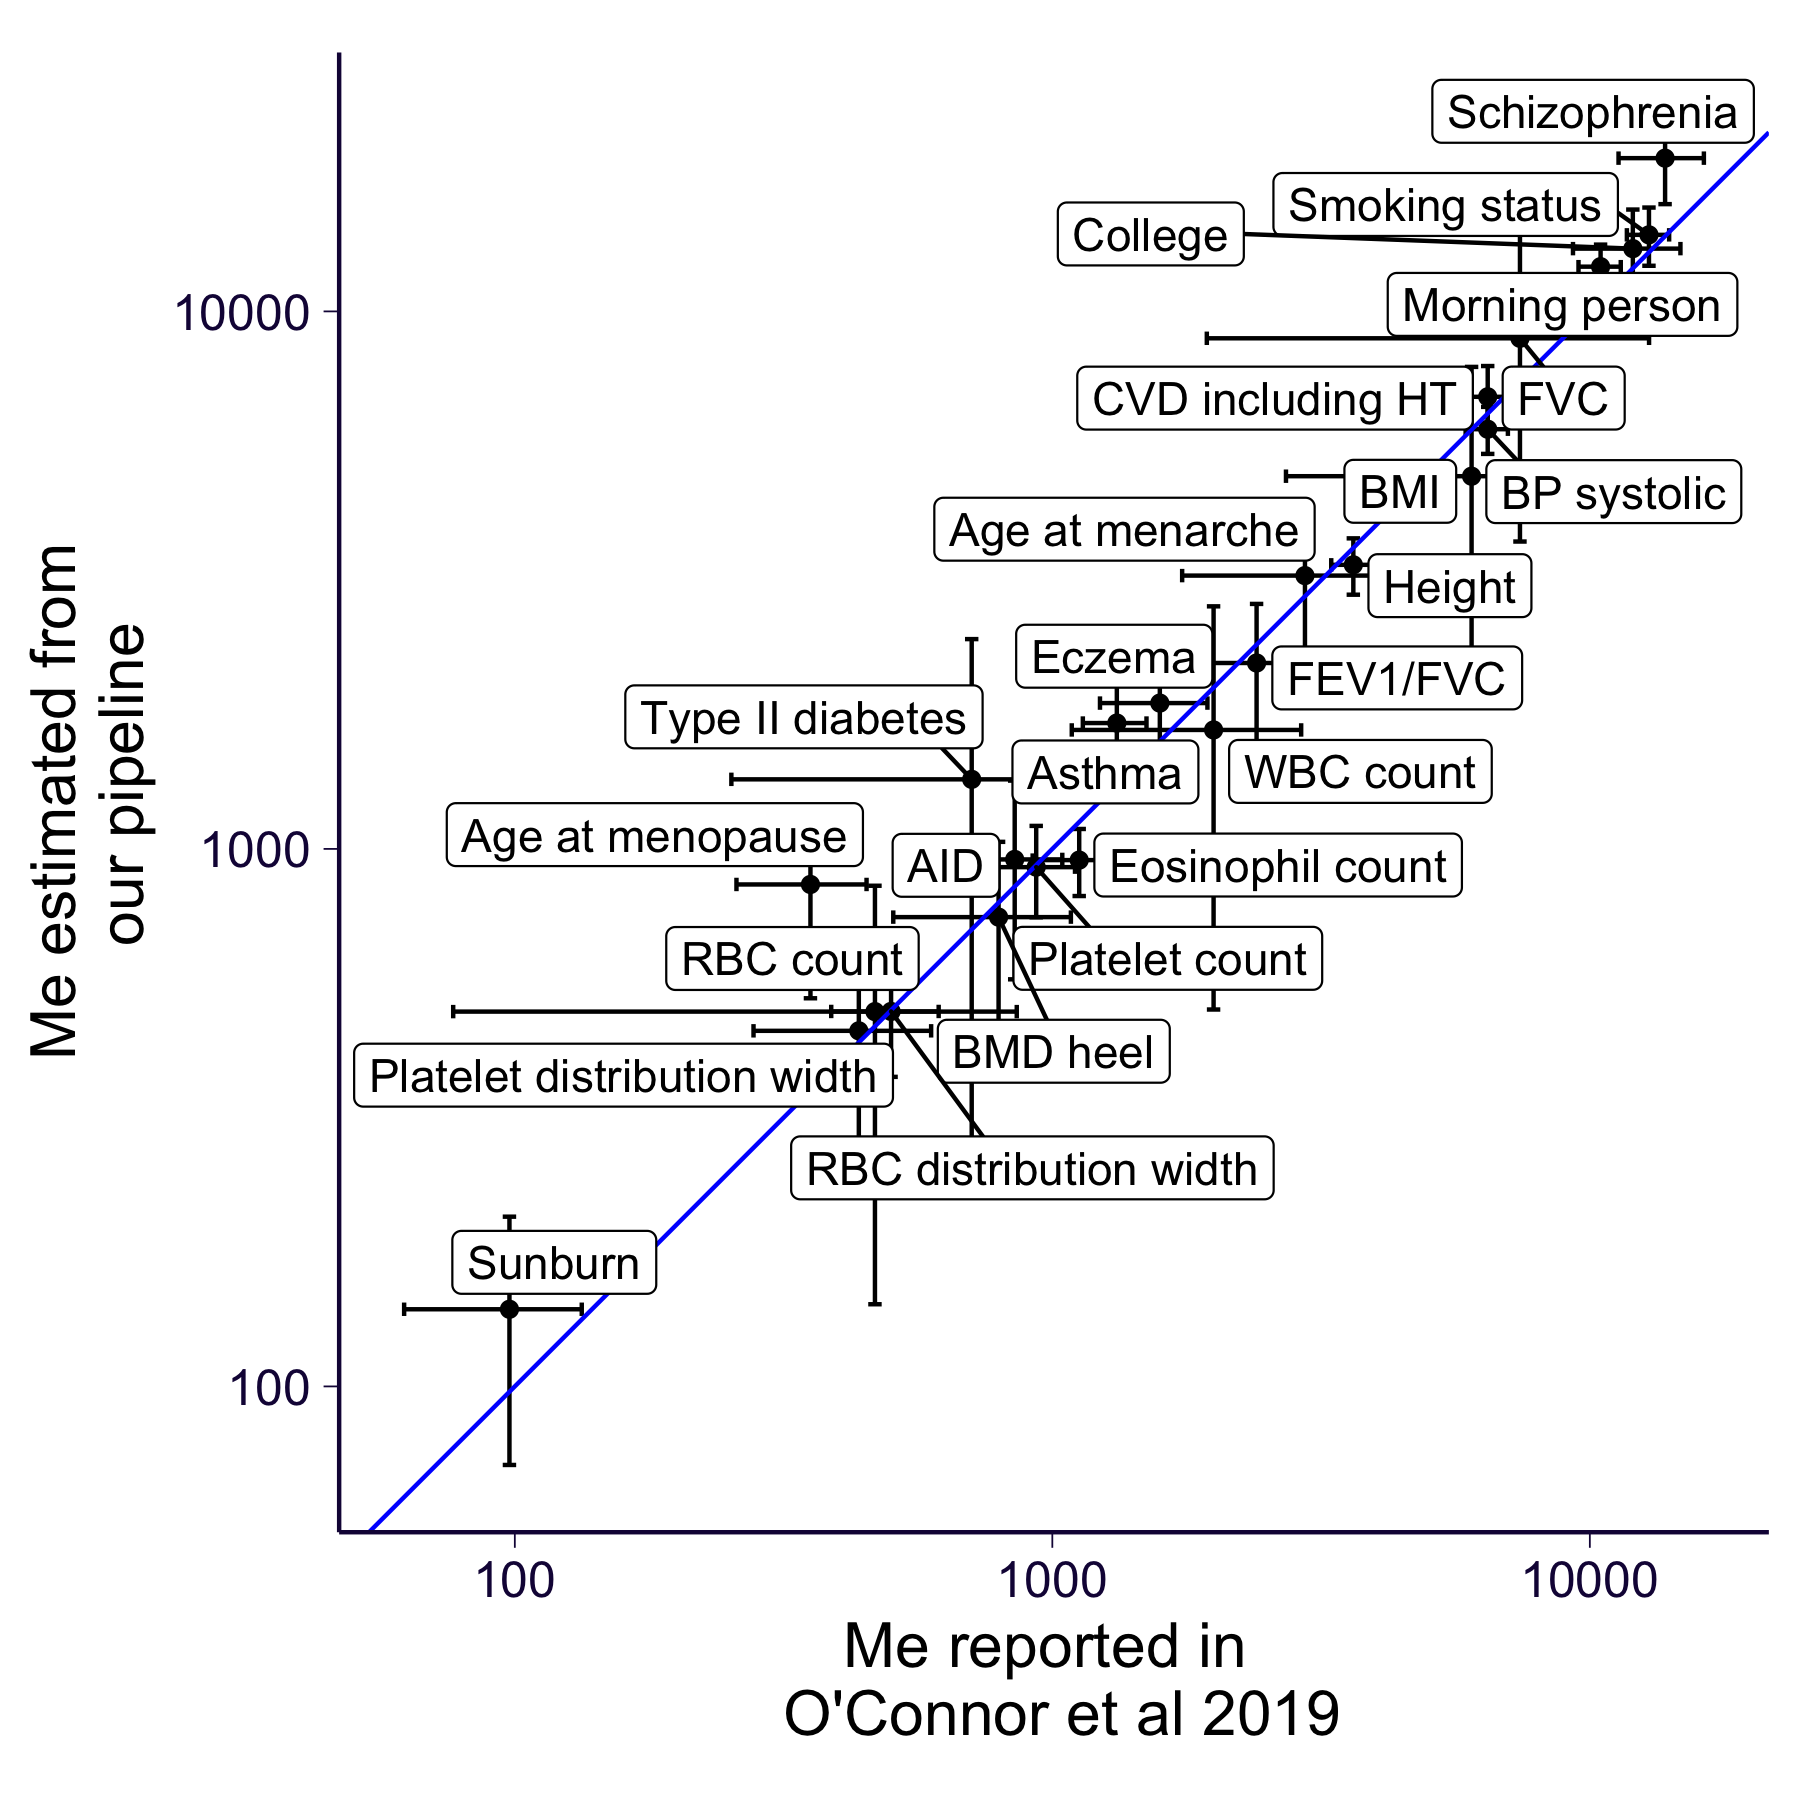 Schizophrenia
Smoking status
College
Morning person
CVD including HT
FVC
BMI
BP systolic
Age at menarche
Height
Eczema
FEV1/FVC
Type II diabetes
Asthma
WBC count
Age at menopause
AID
Eosinophil count
RBC count
Platelet count
BMD heel
Platelet distribution width
RBC distribution width
Sunburn
10000
1000
100
Me estimated from
our pipeline
100
1000
10000
Me reported in
O'Connor et al 2019